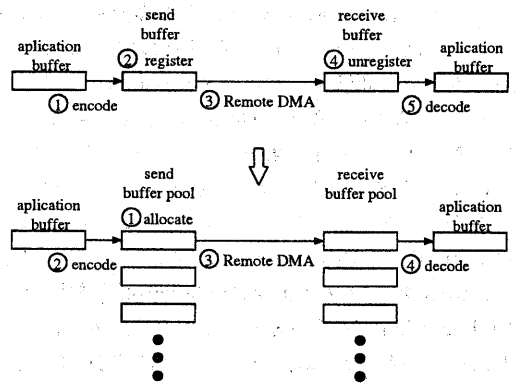 send
buffer
receive
buffer
aplication
buffer
② register
④ unregister
aplication
buffer
① encode
③ Remote DMA
⑤ decode
send
buffer pool
receive
buffer pool
aplication
buffer
① allocate
aplication
buffer
② encode
③ Remote DMA
④ decode